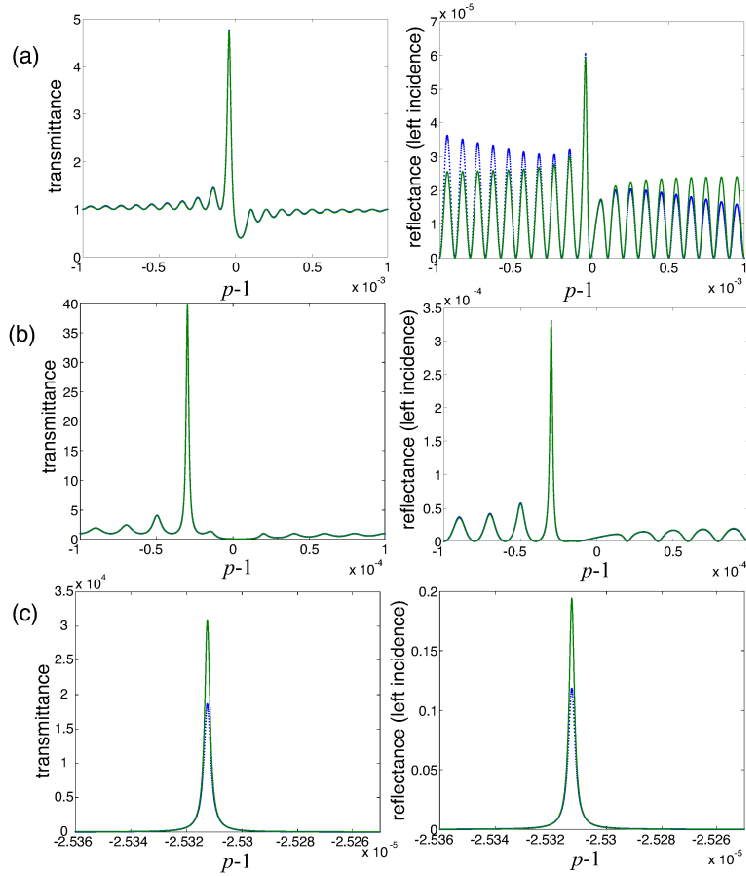 (a)
transmittance
5
4
3
2
1
0
-1 -0.5 0 0.5 1
p-1
x 10⁻³
reflectance (left incidence)
x 10⁻⁵
7
6
5
4
3
2
1
0
-1 -0.5 0 0.5 1
p-1
x 10⁻³
(b)
transmittance
40
35
30
25
20
15
10
5
0
-1 -0.5 0 0.5 1
p-1
x 10⁻⁴
reflectance (left incidence)
x 10⁻⁴
3.5
3
2.5
2
1.5
1
0.5
0
-1 -0.5 0 0.5 1
p-1
x 10⁻⁴
(c)
transmittance
x 10⁴
3.5
3
2.5
2
1.5
1
0.5
0
-2.536 -2.534 -2.532 -2.53 -2.528 -2.526
p-1
x 10⁻⁵
reflectance (left incidence)
0.2
0.15
0.1
0.05
0
-2.536 -2.534 -2.532 -2.53 -2.528 -2.526
p-1
x 10⁻⁵